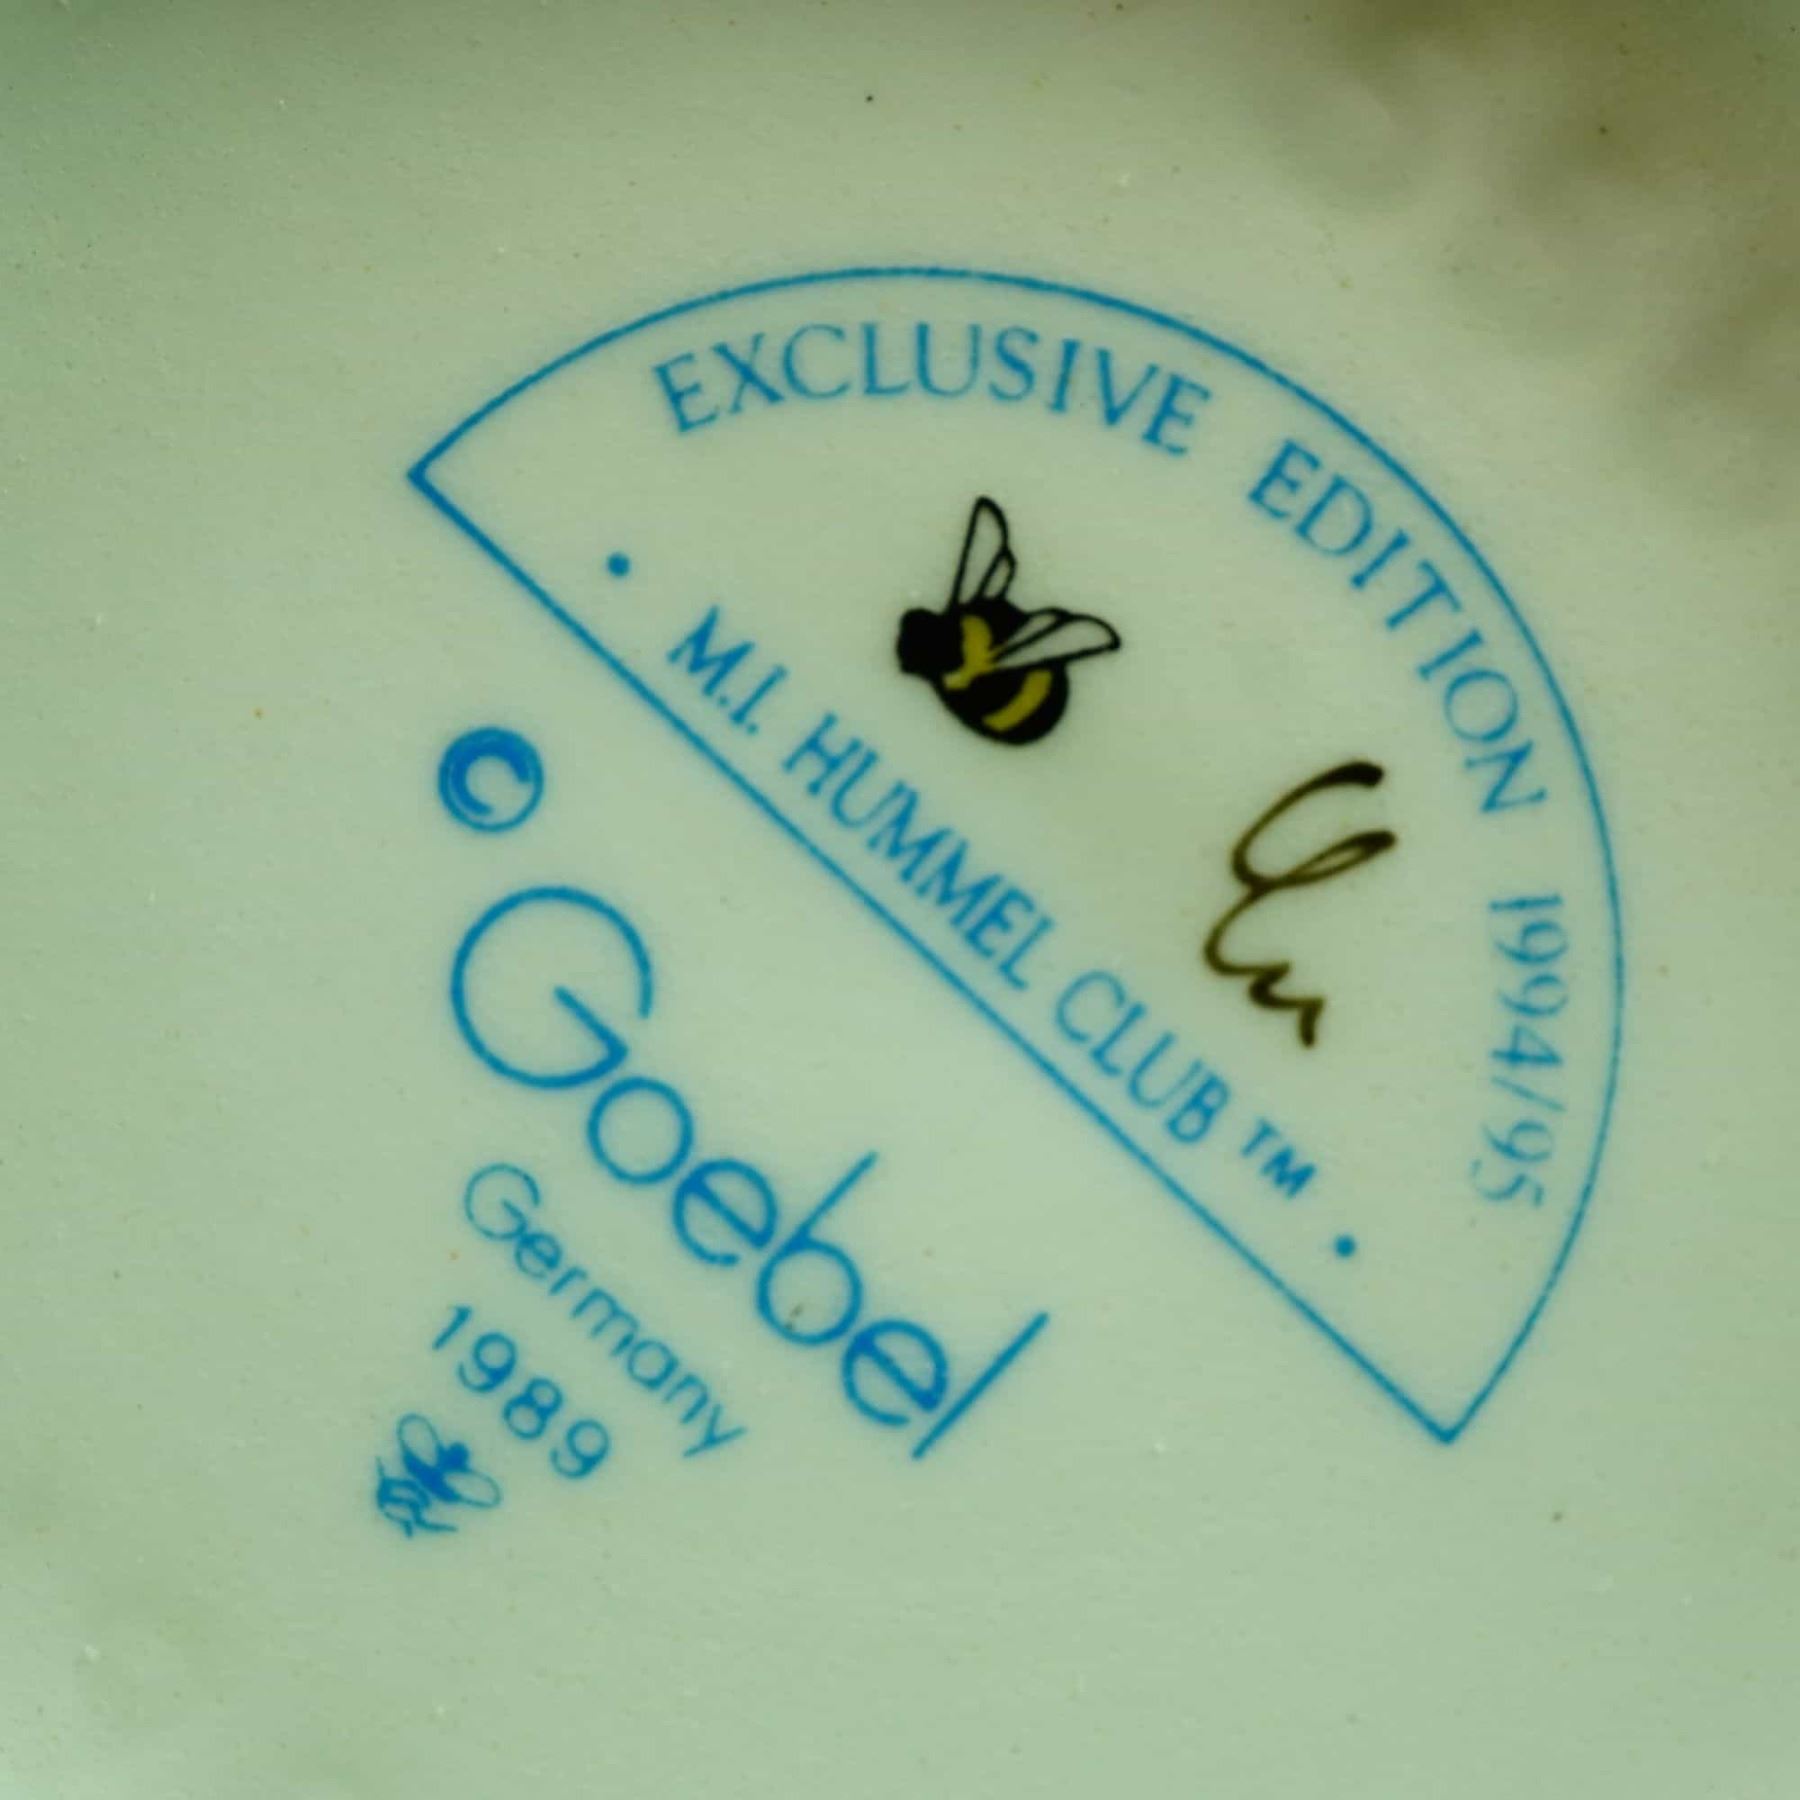 EXCLUSIVE EDITION 1994/95
• M.I. HUMMEL CLUB ™ •
©
Goebel
Germany
1989